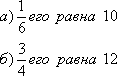 а) 1/6 его равна 10
б) 3/4 его равна 12